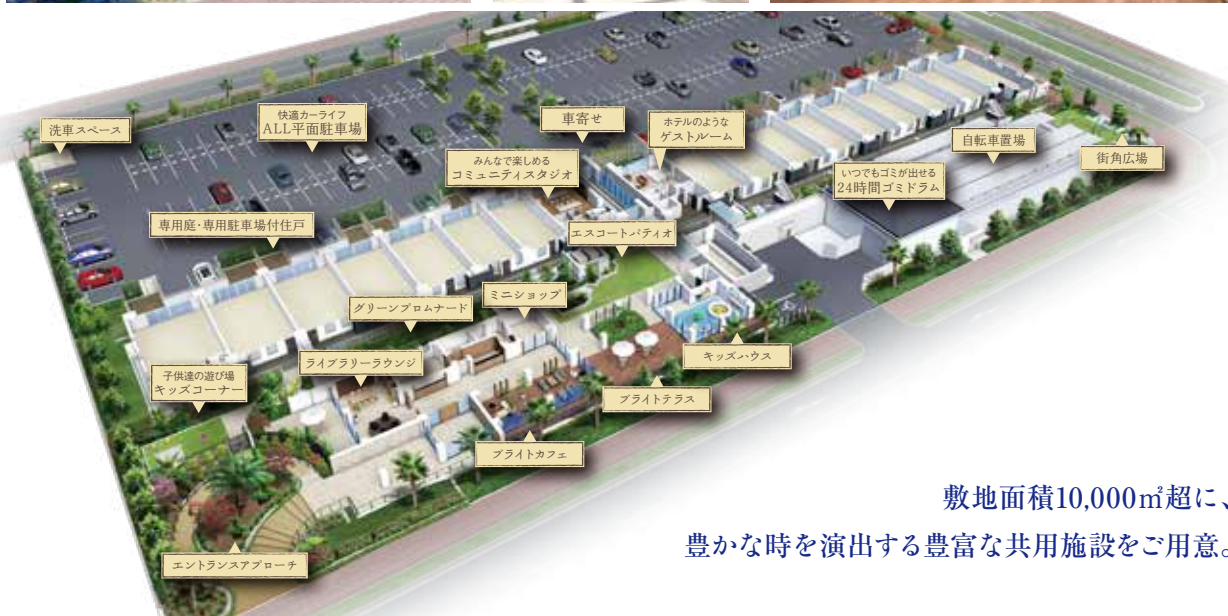 洗車スペース
快適カーライフ
ALL平面駐車場
車寄せ
ホテルのような
ゲストルーム
自転車置場
街角広場
みんなで楽しめる
コミュニティスタジオ
いつでもゴミが出せる
24時間ゴミドラム
専用庭・専用駐車場付住戸
エスコートパティオ
グリーンプロムナード
ミニショップ
ライブラリーラウンジ
キッズハウス
子供達の遊び場
キッズコーナー
ブライトテラス
ブライトカフェ
エントランスアプローチ
敷地面積10,000㎡超に、
豊かな時を演出する豊富な共用施設をご用意。